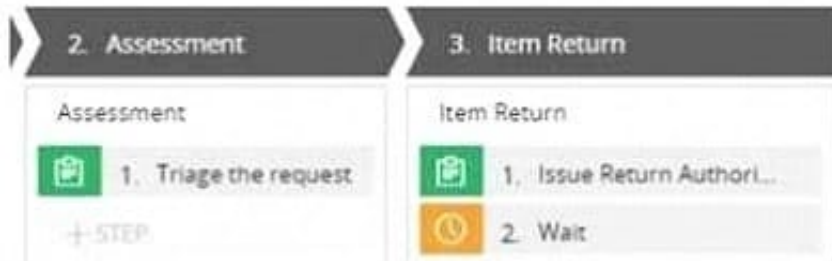 2. Assessment
3. Item Return
Assessment
1. Triage the request
+ STEP
Item Return
1. Issue Return Authori...
2. Wait